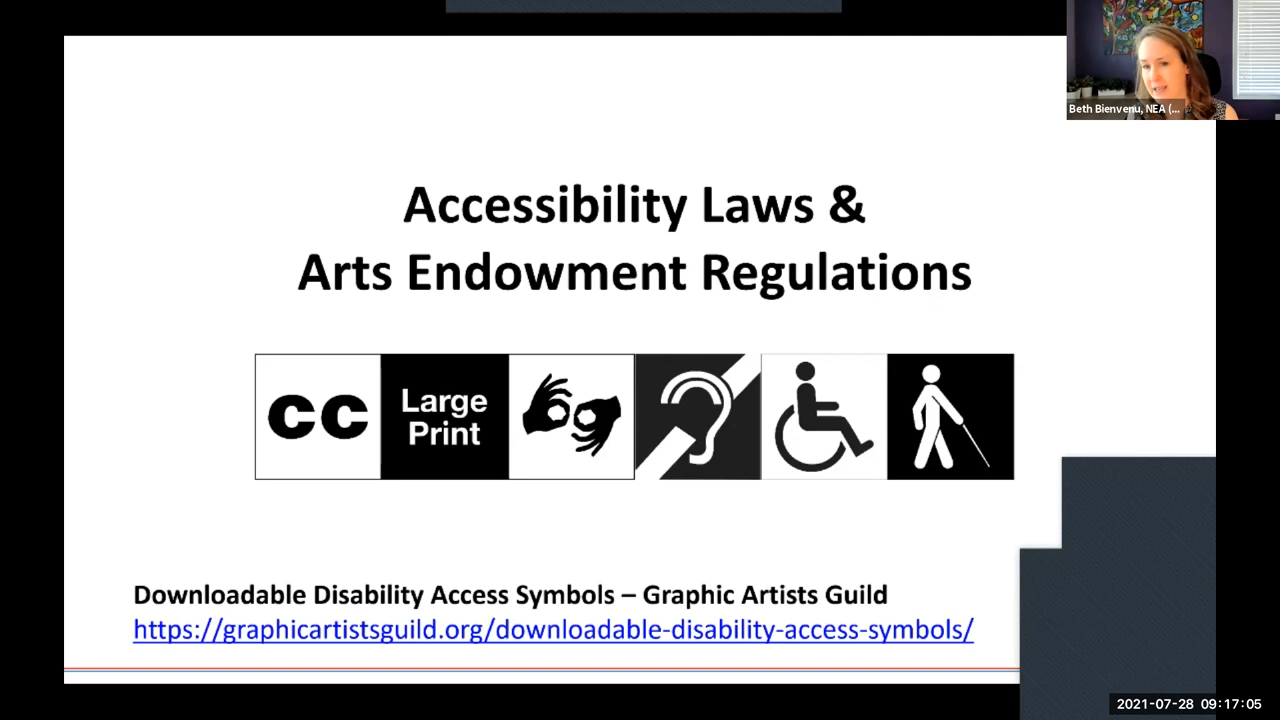 Beth Bienvenu, NEA (...
Accessibility Laws &
Arts Endowment Regulations
CC
Large
Print
Downloadable Disability Access Symbols – Graphic Artists Guild
https://graphicartistsguild.org/downloadable-disability-access-symbols/
2021-07-28 09:17:05